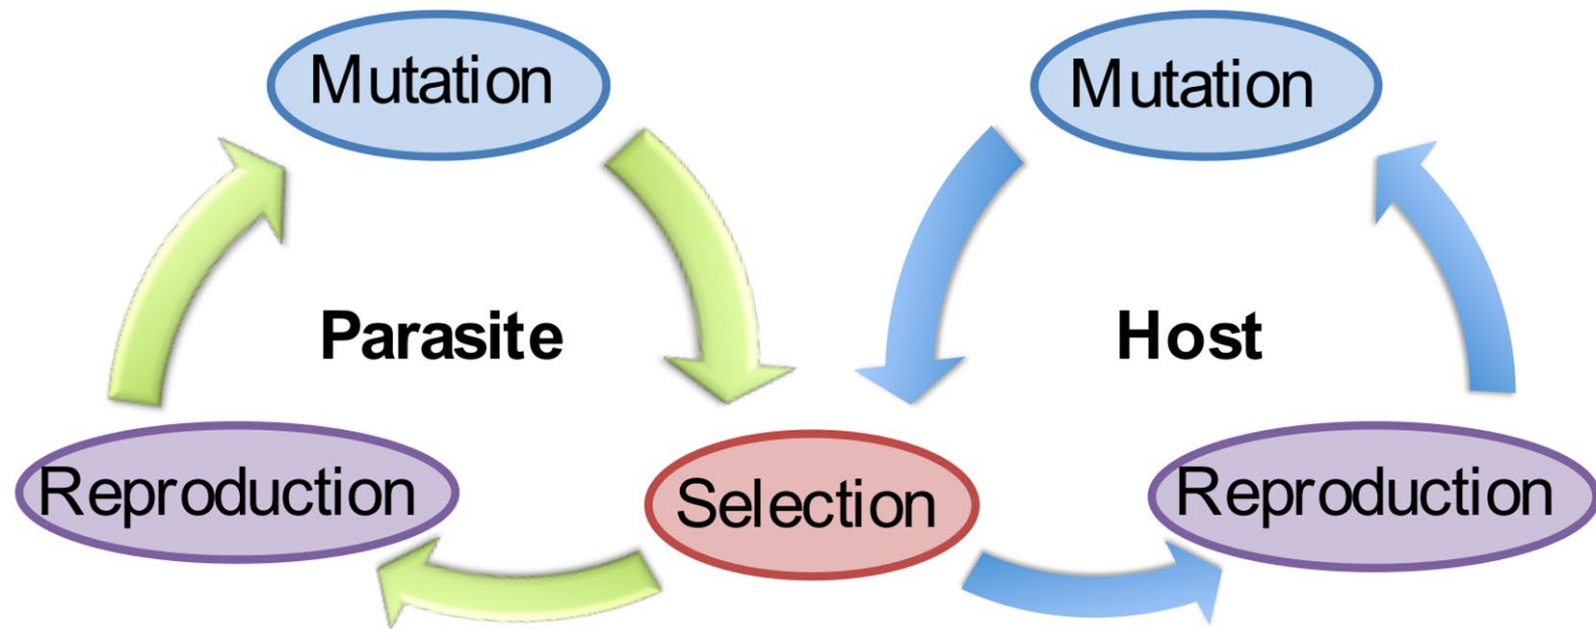 Mutation
Mutation
Parasite
Host
Reproduction
Selection
Reproduction